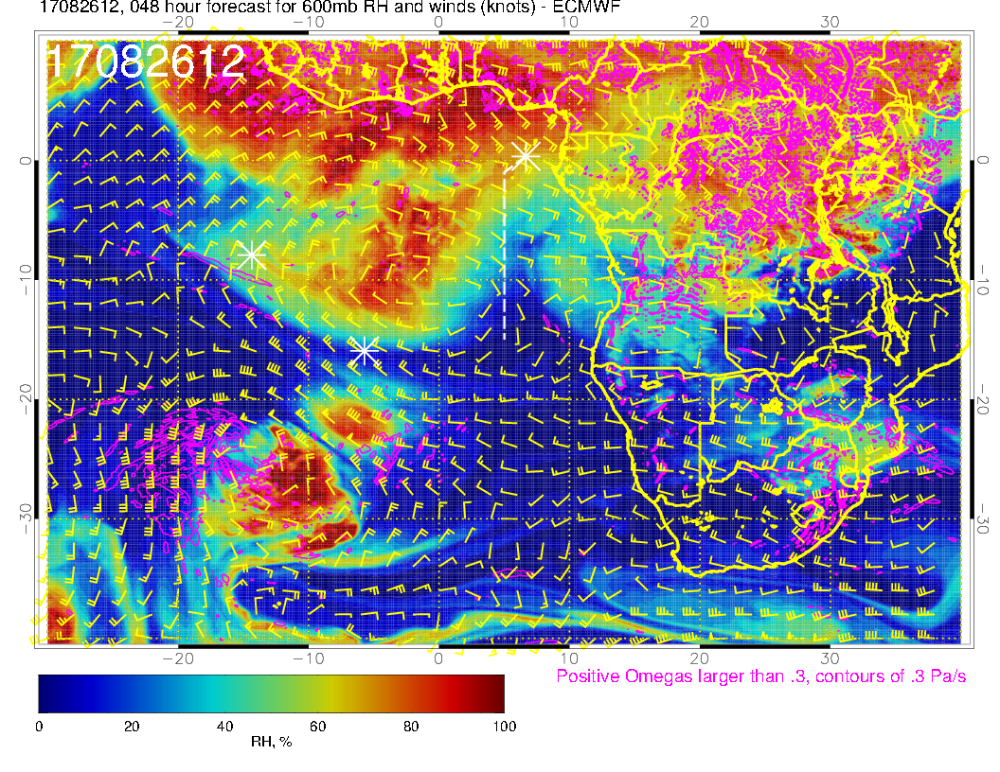 17082612, 048 hour forecast for 600mb RH and winds (knots) - ECMWF
−20 −10 0 10 20 30
17082612
0 0
−10 −10
−20 −20
−30 −30
−20 −10 0 10 20 30
Positive Omegas larger than .3, contours of .3 Pa/s
0 20 40 60 80 100
RH, %